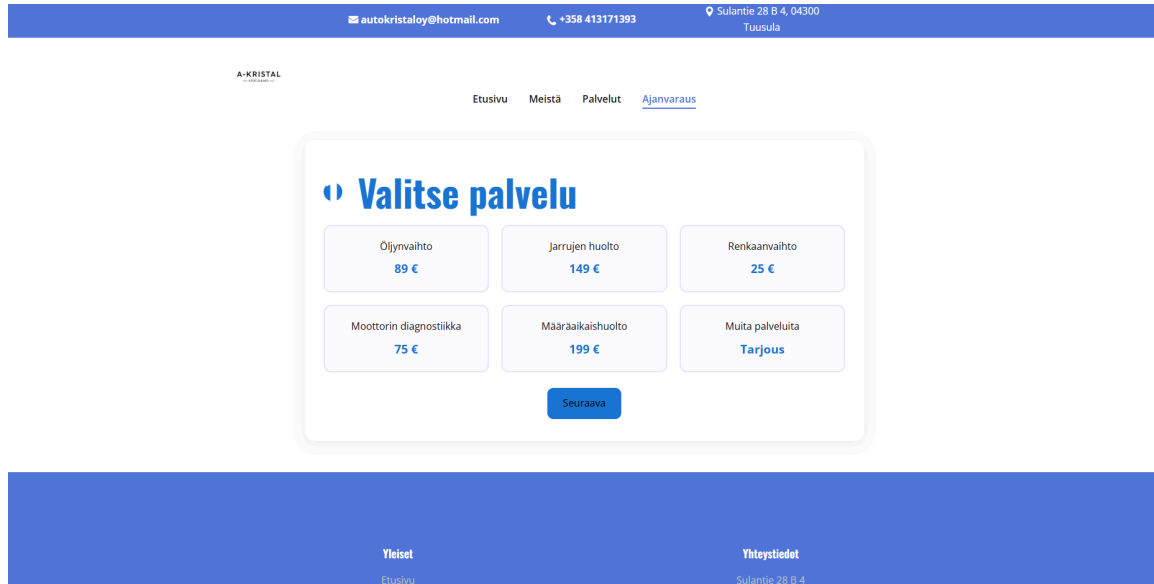 autokristaloy@hotmail.com
+358 413171393
Sulantie 28 B 4, 04300
Tuusula
A-KRISTAL
Etusivu
Meistä
Palvelut
Ajanvaraus
Valitse palvelu
Öljynvaihto
89 €
Jarrujen huolto
149 €
Renkaanvaihto
25 €
Moottorin diagnostiikka
75 €
Määräaikaishuolto
199 €
Muita palveluita
Tarjous
Seuraava
Yleiset
Yhteystiedot
Etusivu
Sulantie 28 B 4